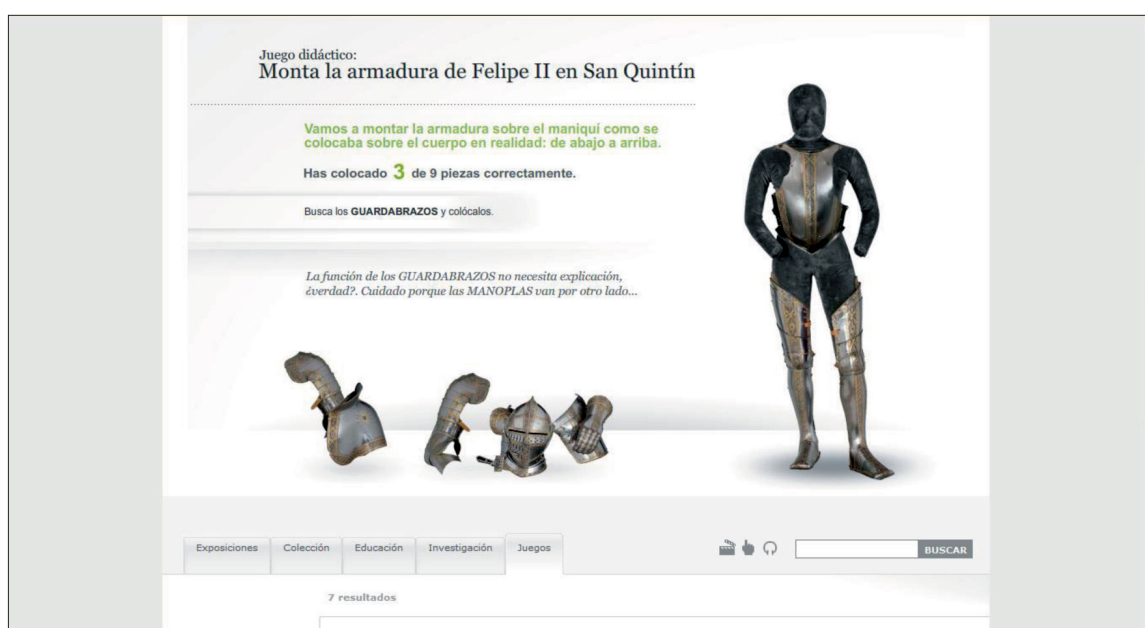 Juego didáctico:
Monta la armadura de Felipe II en San Quintín
Vamos a montar la armadura sobre el maniquí como se
colocaba sobre el cuerpo en realidad: de abajo a arriba.
Has colocado 3 de 9 piezas correctamente.
Busca los GUARDABRAZOS y colócalos.
La función de los GUARDABRAZOS no necesita explicación,
¿verdad?. Cuidado porque las MANOPLAS van por otro lado...
Exposiciones Colección Educación Investigación Juegos BUSCAR
7 resultados